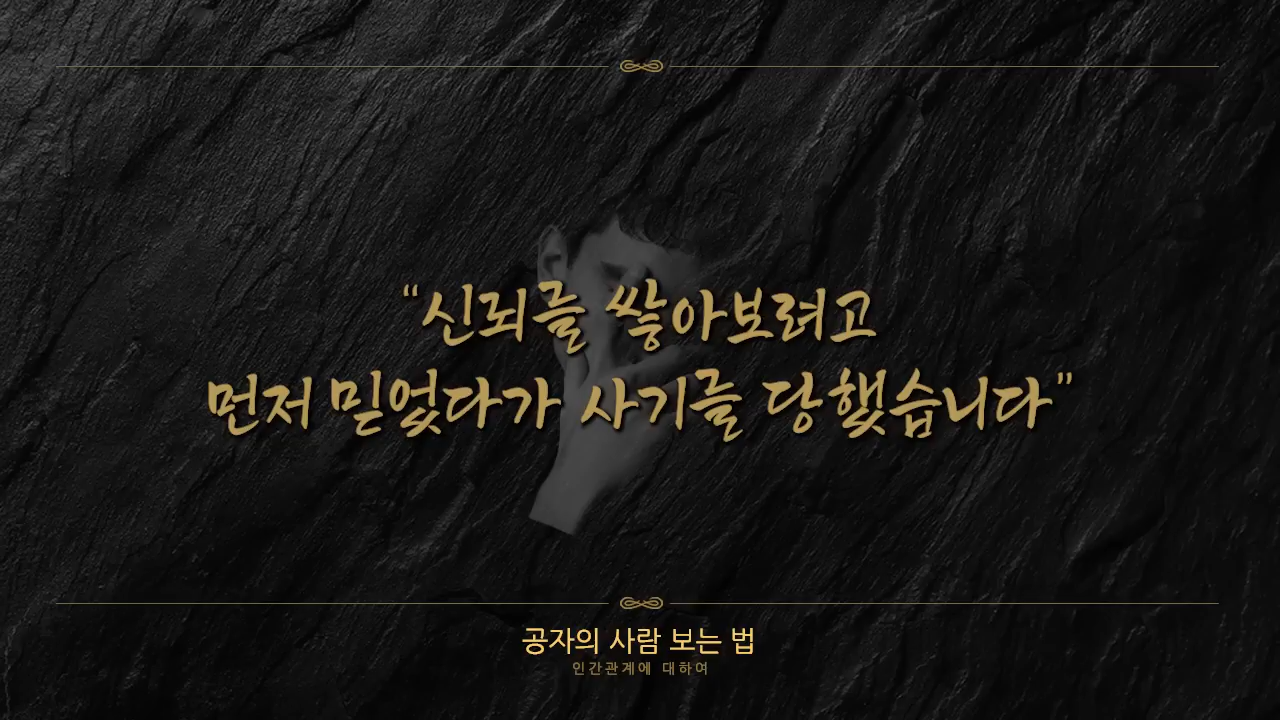 “신뢰를 쌓아보려고
먼저 믿었다가 사기를 당했습니다”
공자의 사람 보는 법
인간관계에 대하여